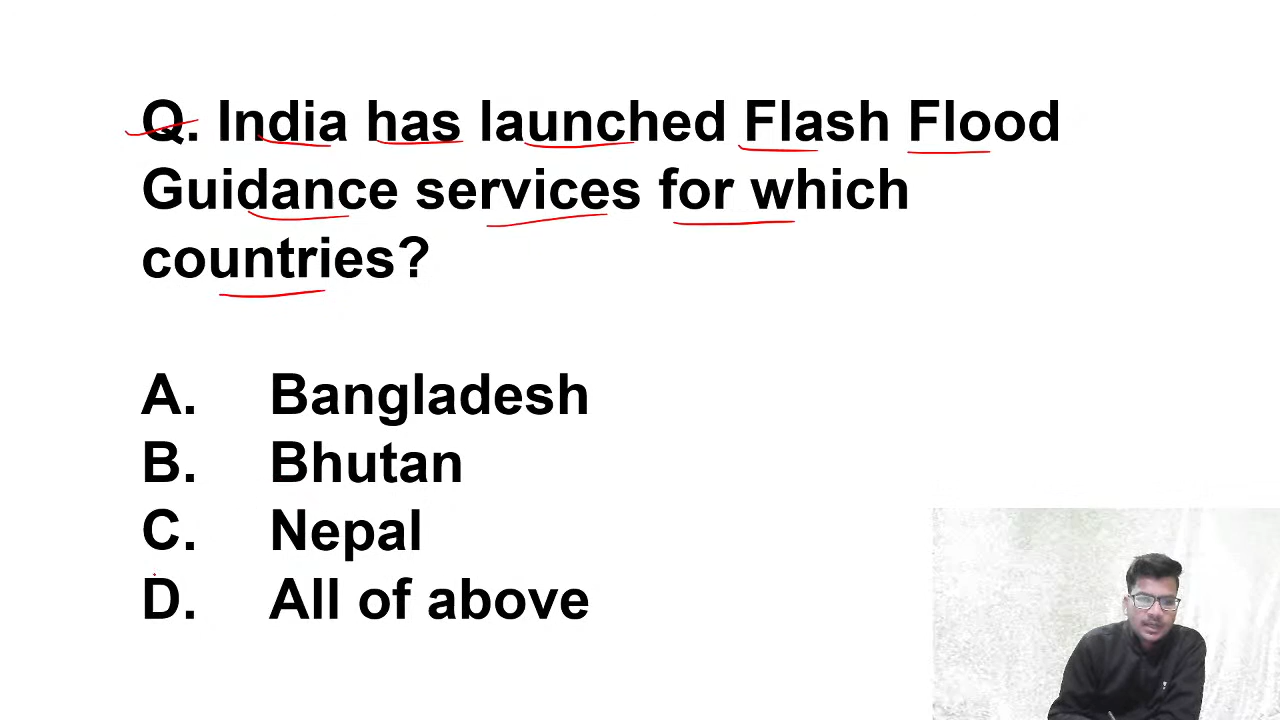 Q. India has launched Flash Flood
Guidance services for which
countries?
A. Bangladesh
B. Bhutan
C. Nepal
D. All of above